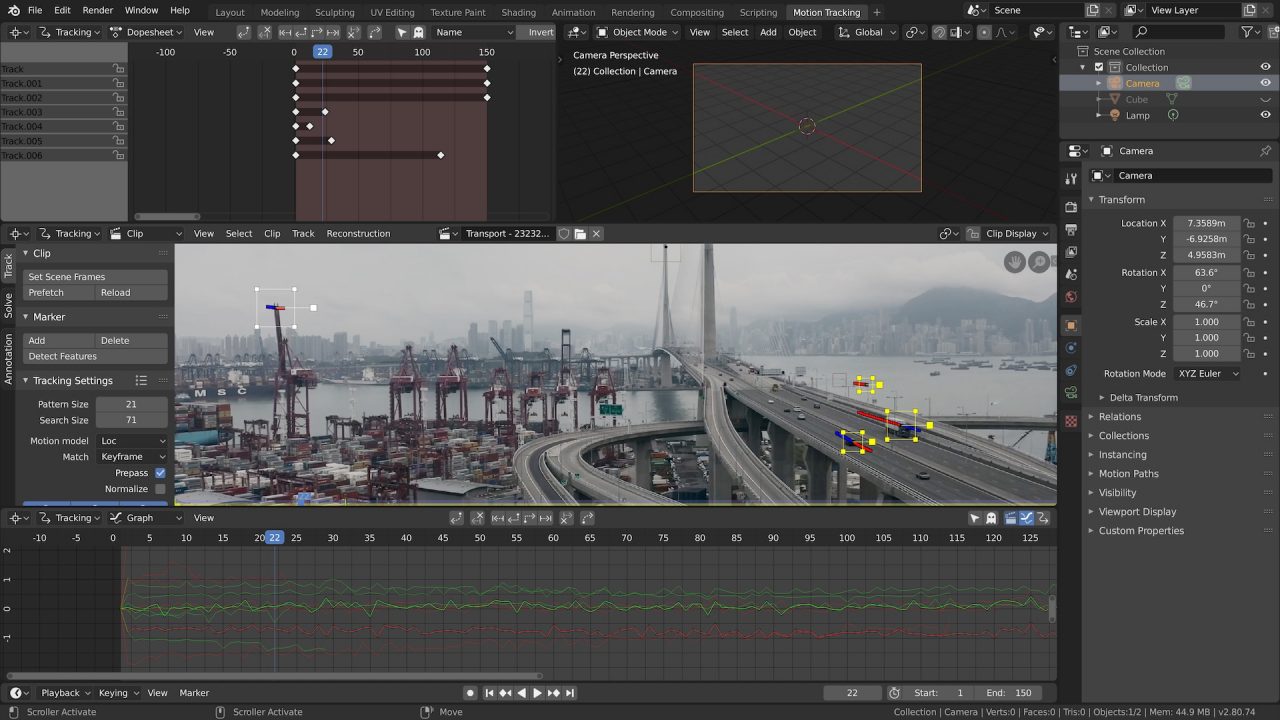 File Edit Render Window Help Layout Modeling Sculpting UV Editing Texture Paint Shading Animation Rendering Compositing Scripting Motion Tracking + Scene View Layer
Tracking Dopesheet View Name Invert
Object Mode View Select Add Object Global
-100 -50 0 22 50 100 150
Track
Track.001
Track.002
Track.003
Track.004
Track.005
Track.006
Camera Perspective
(22) Collection | Camera
Scene Collection
Collection
Camera
Cube
Lamp
Camera
Camera
Transform
Location X 7.3589m
Y -6.9258m
Z 4.9583m
Rotation X 63.6°
Y 0°
Z 46.7°
Scale X 1.000
Y 1.000
Z 1.000
Rotation Mode XYZ Euler
Delta Transform
Relations
Collections
Instancing
Motion Paths
Visibility
Viewport Display
Custom Properties
Tracking Clip View Select Clip Track Reconstruction Transport - 23232... Clip Display
Track
Solve
Annotation
Clip
Set Scene Frames
Prefetch Reload
Marker
Add Delete
Detect Features
Tracking Settings
Pattern Size 21
Search Size 71
Motion model Loc
Match Keyframe
Prepass
Normalize
M S C
Tracking Graph View
-10 -5 0 5 10 15 20 22 25 30 35 40 45 50 55 60 65 70 75 80 85 90 95 100 105 110 115 120 125
2
1
0
-1
Playback Keying View Marker 22 Start: 1 End: 150
Scroller Activate Scroller Activate Move Collection | Camera | Verts:0 | Faces:0 | Tris:0 | Objects:1/2 | Mem: 44.9 MB | v2.80.74